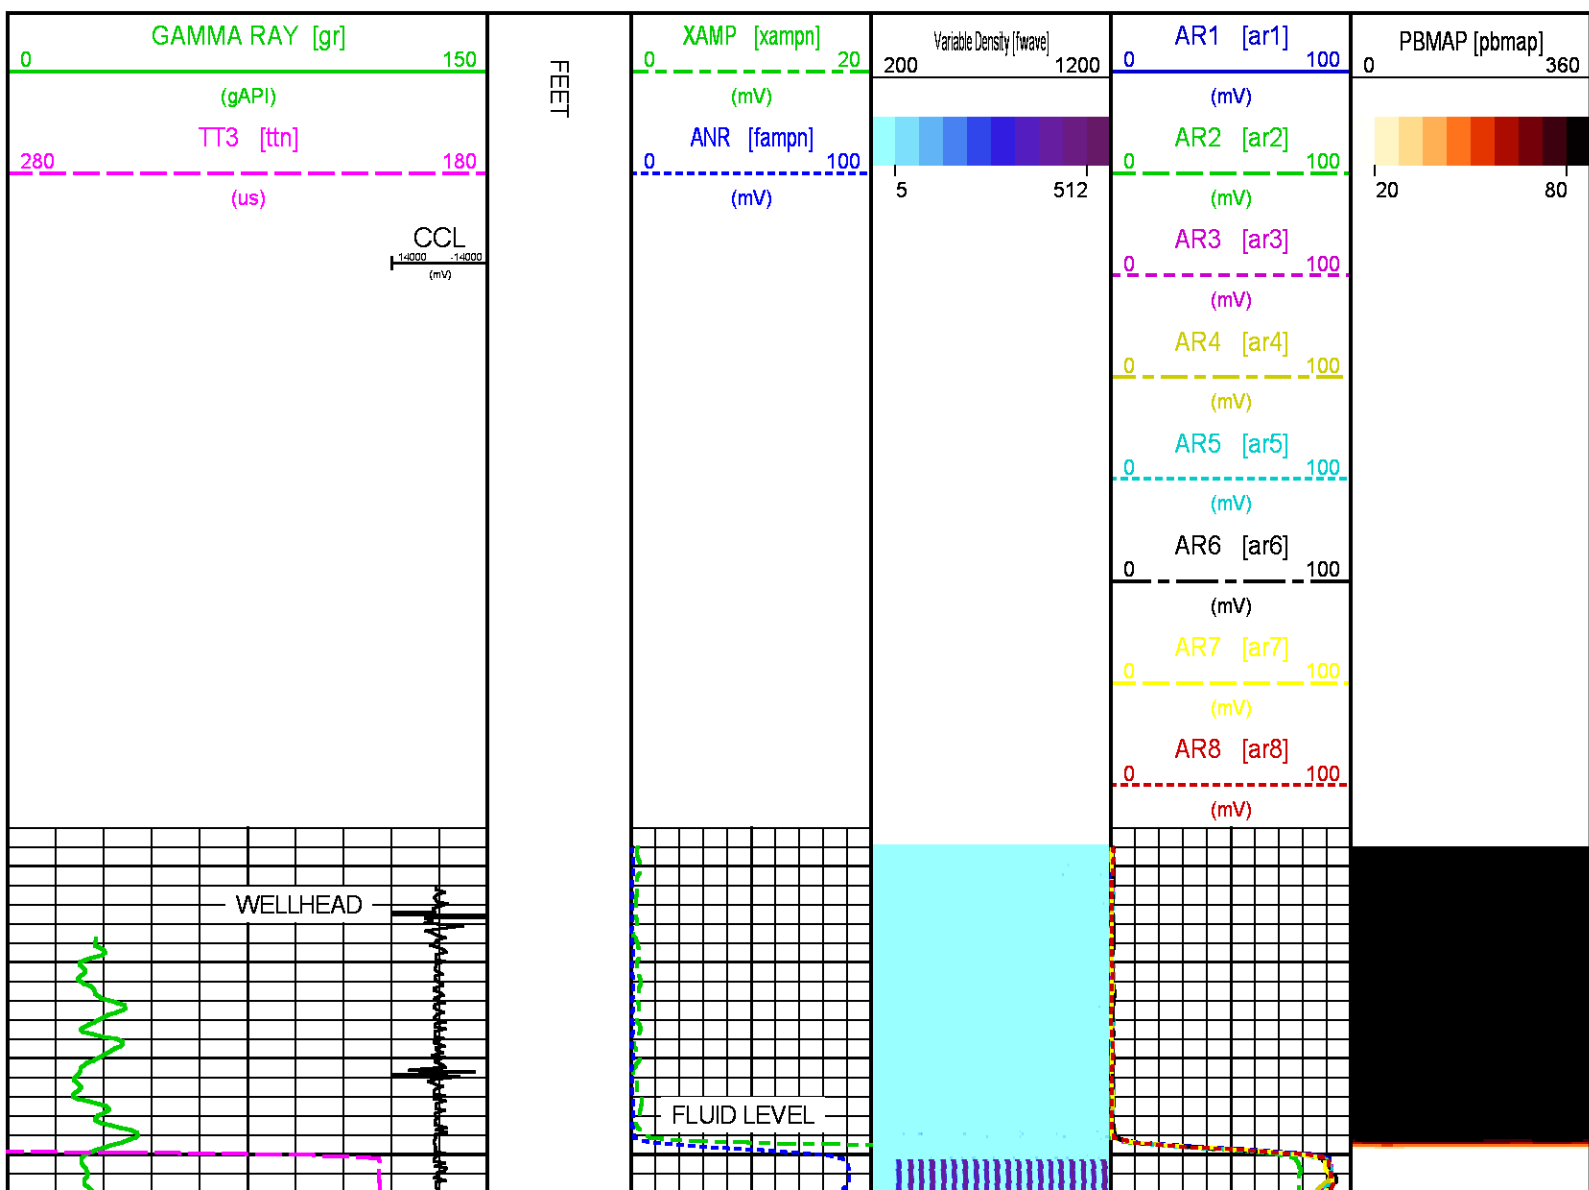 GAMMA RAY [gr]
0 150
(gAPI)
TT3 [ttn]
280 180
(us)
CCL
14000 -14000
(mV)
FEET
XAMP [xampn]
0 20
(mV)
ANR [fampn]
0 100
(mV)
Variable Density [fwave]
200 1200
5 512
AR1 [ar1]
0 100
(mV)
AR2 [ar2]
0 100
(mV)
AR3 [ar3]
0 100
(mV)
AR4 [ar4]
0 100
(mV)
AR5 [ar5]
0 100
(mV)
AR6 [ar6]
0 100
(mV)
AR7 [ar7]
0 100
(mV)
AR8 [ar8]
0 100
(mV)
PBMAP [pbmap]
0 360
20 80
WELLHEAD
FLUID LEVEL